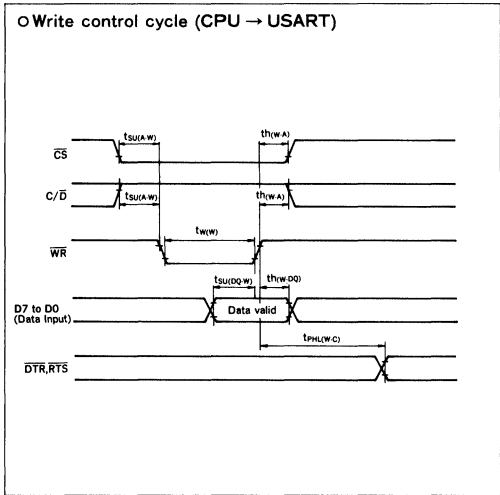 O Write control cycle (CPU → USART)
tSU(A-W) th(W-A)
CS
C/D
tSU(A-W) th(W-A)
tW(W)
WR
tSU(DQ-W) th(W-DQ)
D7 to D0
(Data Input)
Data valid
tPHL(W-C)
DTR,RTS